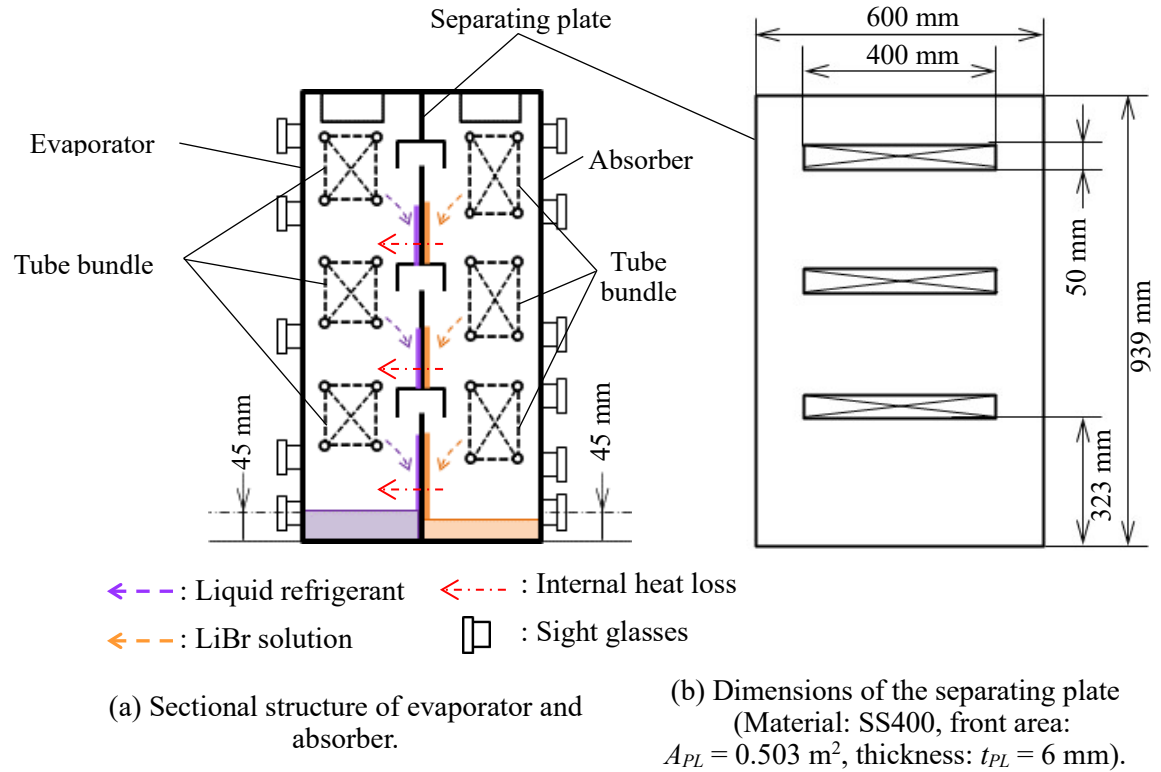 Separating plate
600 mm
400 mm
Evaporator
Absorber
Tube bundle
Tube
bundle
50 mm
939 mm
323 mm
45 mm
45 mm
: Liquid refrigerant
: Internal heat loss
: LiBr solution
: Sight glasses
(a) Sectional structure of evaporator and
absorber.
(b) Dimensions of the separating plate
(Material: SS400, front area:
A_PL = 0.503 m², thickness: t_PL = 6 mm).